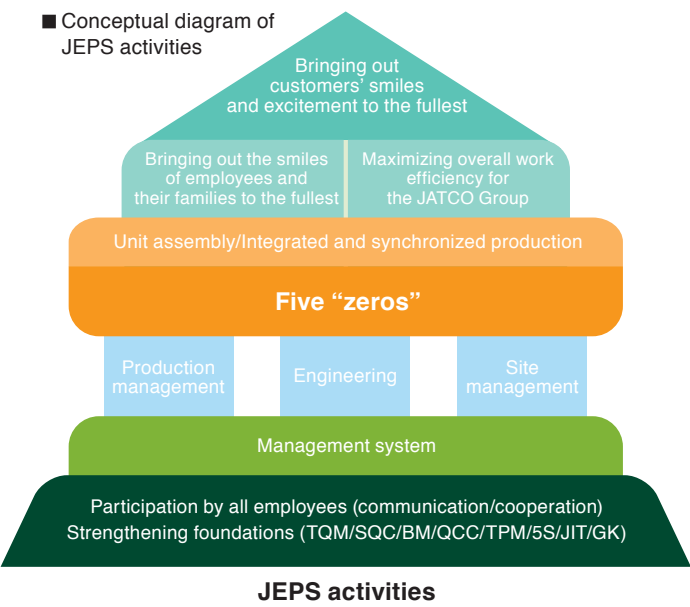 ■ Conceptual diagram of
JEPS activities
Bringing out
customers’ smiles
and excitement to the fullest
Bringing out the smiles
of employees and
their families to the fullest
Maximizing overall work
efficiency for
the JATCO Group
Unit assembly/Integrated and synchronized production
Five “zeros”
Production
management
Engineering
Site
management
Management system
Participation by all employees (communication/cooperation)
Strengthening foundations (TQM/SQC/BM/QCC/TPM/5S/JIT/GK)
JEPS activities